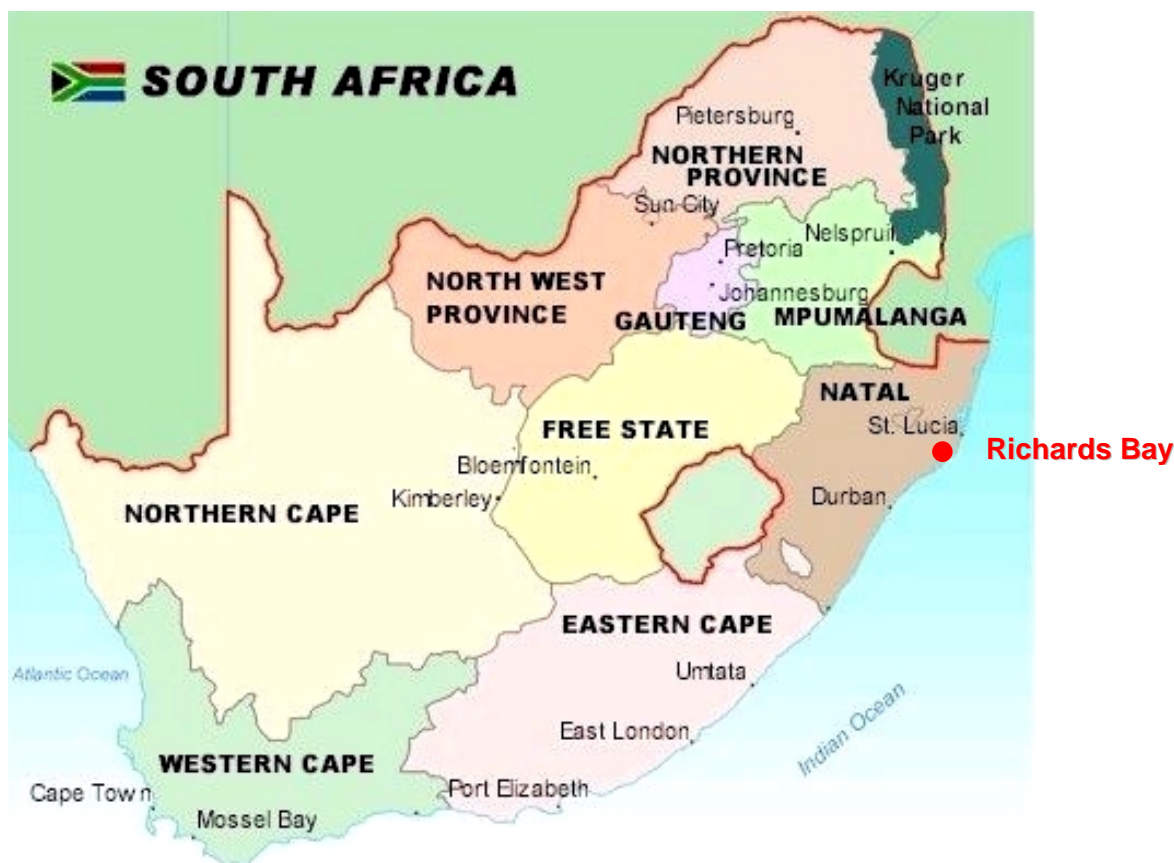 SOUTH AFRICA
Kruger
National
Park
Pietersburg
NORTHERN
PROVINCE
Sun City
Nelspruit
Pretoria
NORTH WEST
PROVINCE
Johannesburg
GAUTENG
MPUMALANGA
NATAL
St. Lucia
FREE STATE
Richards Bay
Bloemfontein
Kimberley
Durban
NORTHERN CAPE
EASTERN CAPE
Atlantic Ocean
Umtata
Indian Ocean
East London
WESTERN CAPE
Port Elizabeth
Cape Town
Mossel Bay